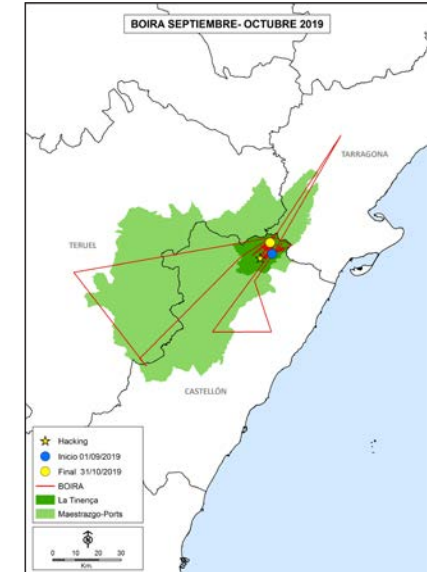 BOIRA SEPTIEMBRE- OCTUBRE 2019
TARRAGONA
TERUEL
CASTELLÓN
Hacking
Inicio 01/09/2019
Final 31/10/2019
BOIRA
La Tinença
Maestrazgo-Ports
0 5 10 20 30
Km.